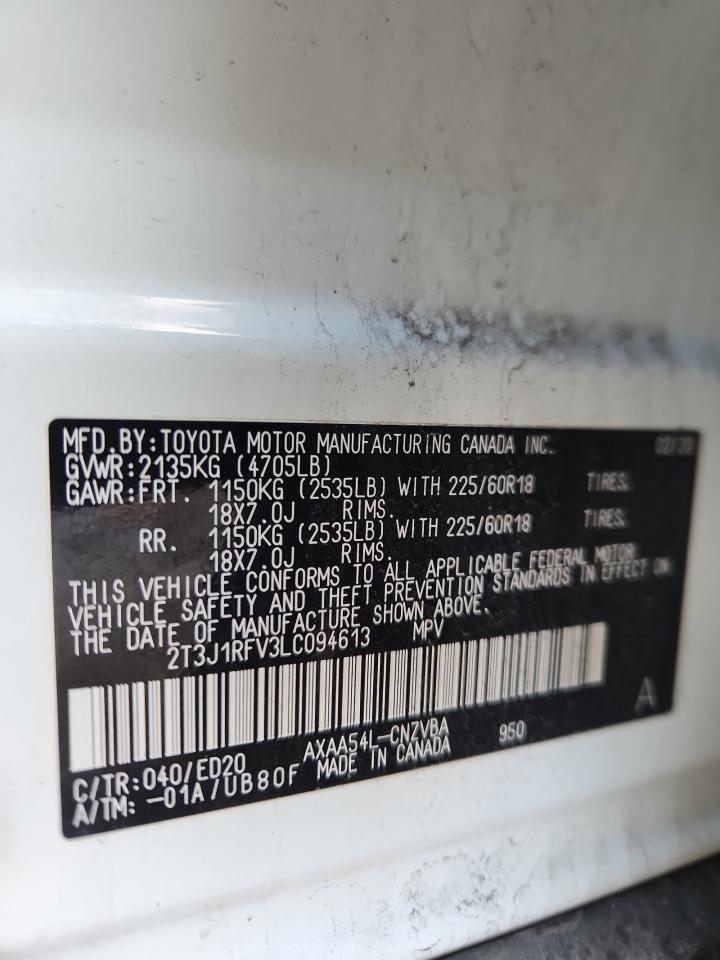 MFD.BY:TOYOTA MOTOR MANUFACTURING CANADA INC. 02/20
GVWR:2135KG (4705LB)
GAWR:FRT. 1150KG (2535LB) WITH 225/60R18 TIRES.
18X7.0J RIMS.
RR. 1150KG (2535LB) WITH 225/60R18 TIRES.
18X7.0J RIMS.
THIS VEHICLE CONFORMS TO ALL APPLICABLE FEDERAL MOTOR
VEHICLE SAFETY AND THEFT PREVENTION STANDARDS IN EFFECT ON
THE DATE OF MANUFACTURE SHOWN ABOVE.
2T3J1RFV3LC094613 MPV
A
C/TR:040/ED20 AXAA54L-CNZVBA 950
A/TM:-01A/UB80F MADE IN CANADA